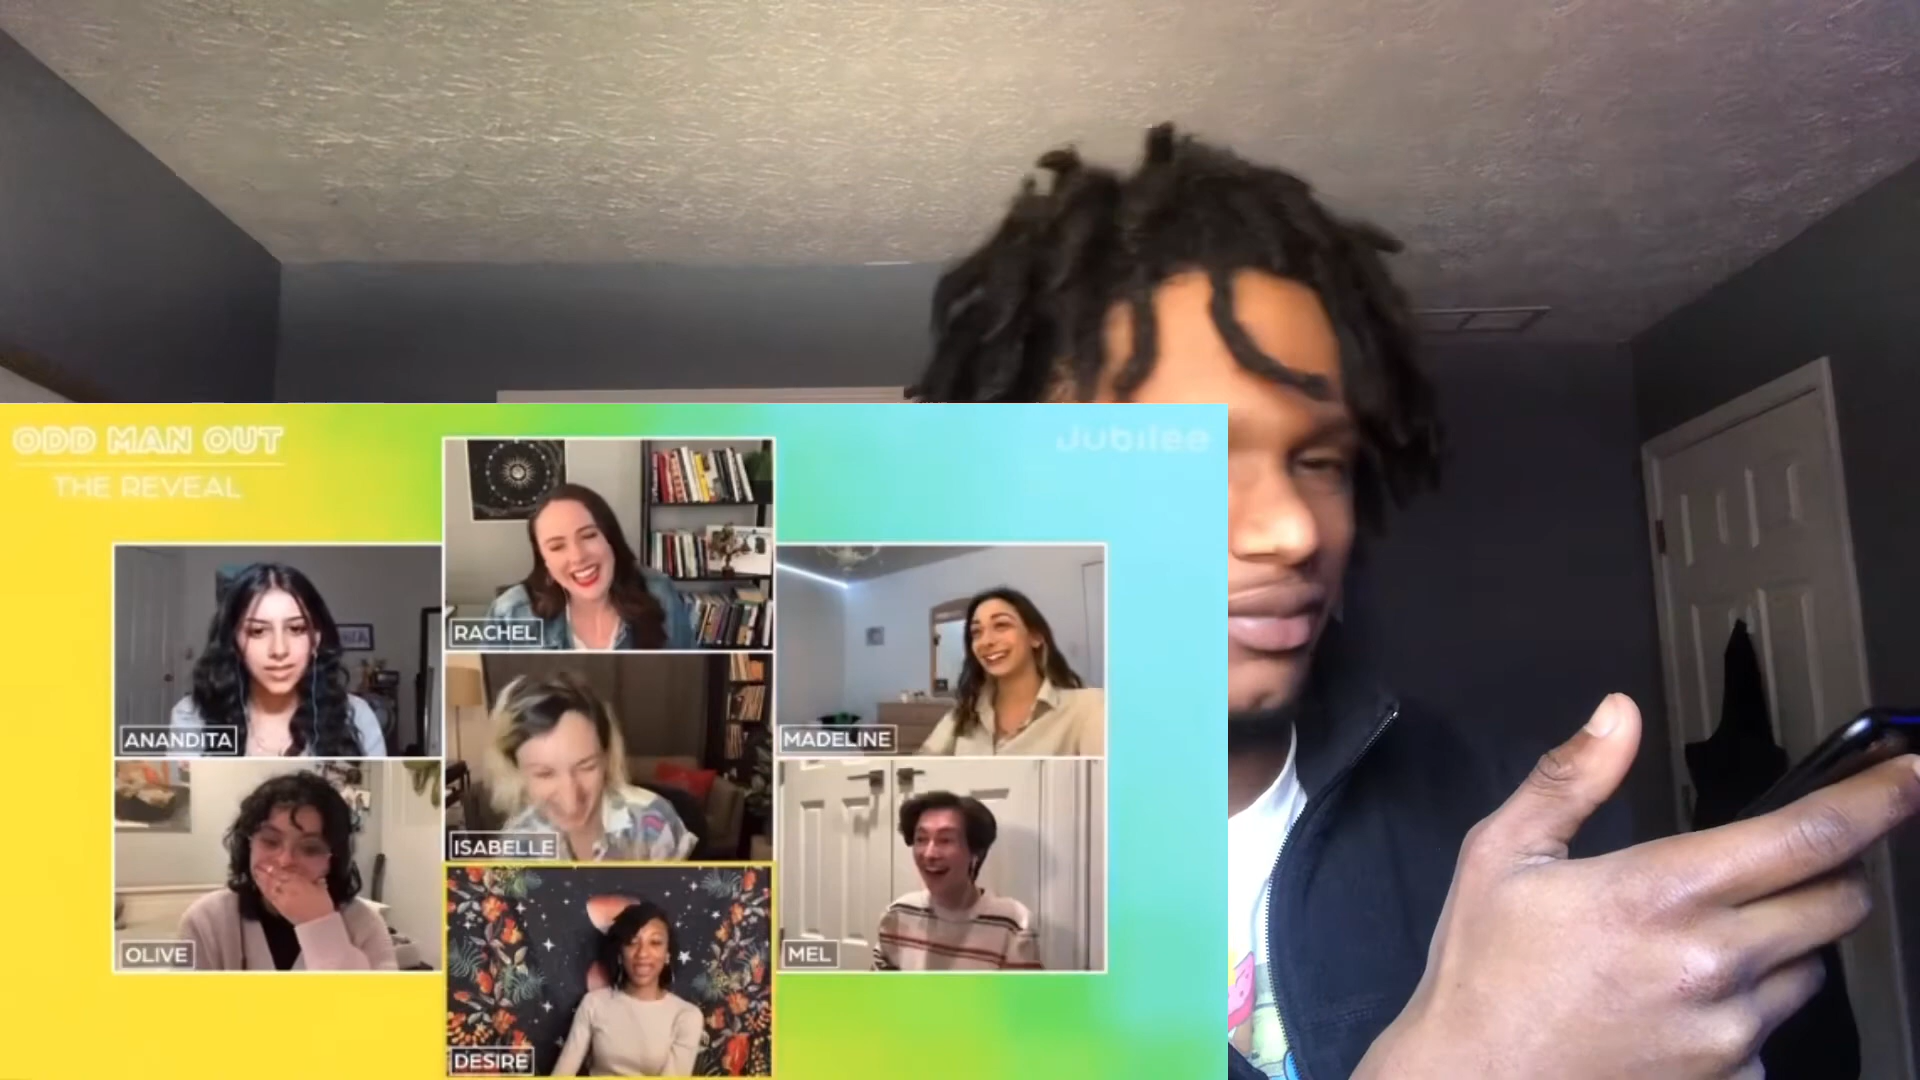 ODD MAN OUT
THE REVEAL
Jubilee
RACHEL
ANANDITA
MADELINE
ISABELLE
OLIVE
MEL
DESIRE